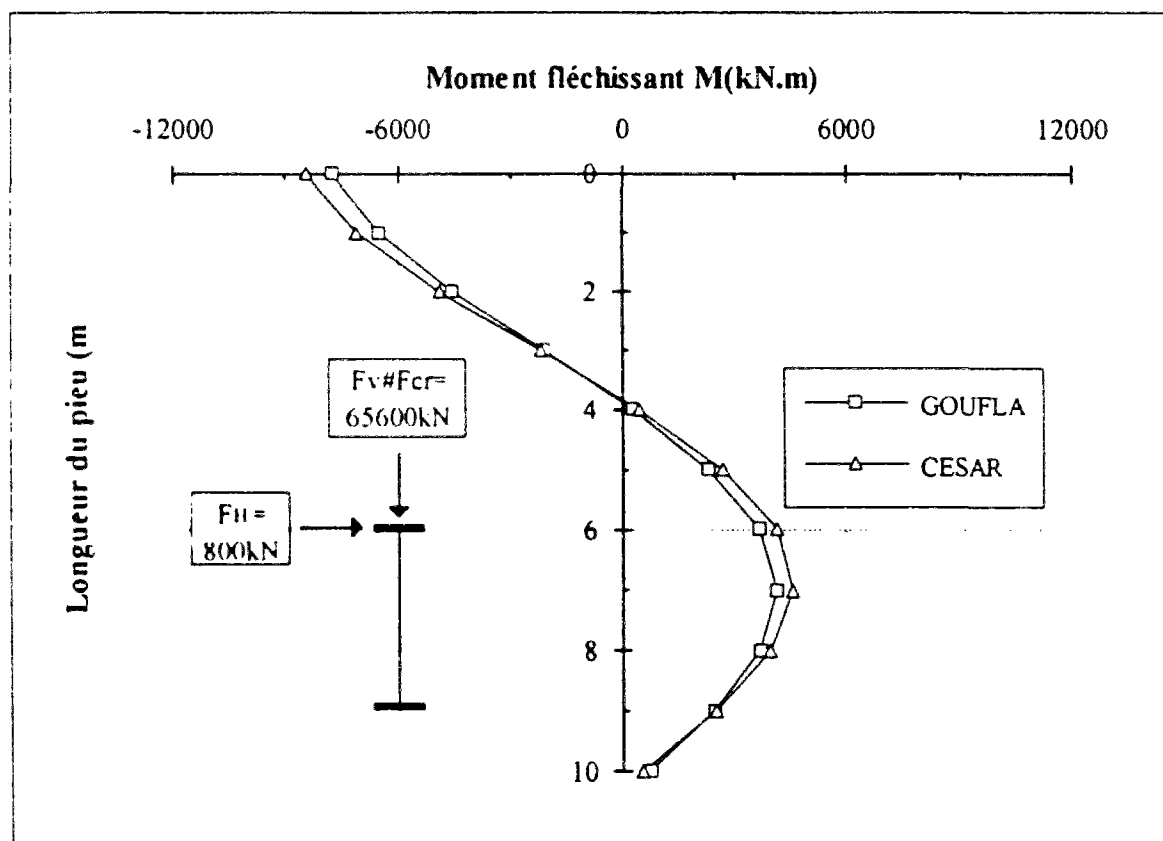 Moment fléchissant M(kN.m)
-12000 -6000 0 6000 12000
0
2
4
6
8
10
Longueur du pieu (m
Fv#Fcr=
65600kN
FH =
800kN
GOUFLA
CESAR